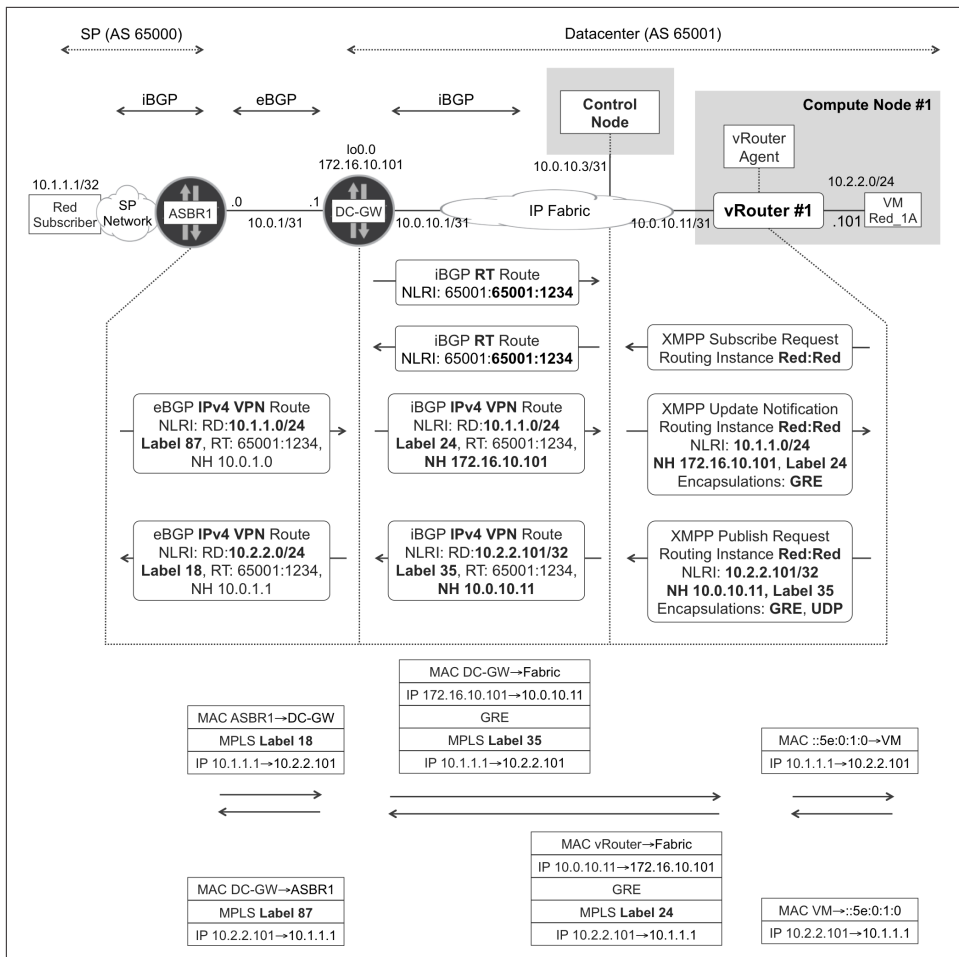 SP (AS 65000)
Datacenter (AS 65001)
iBGP
eBGP
iBGP
Control
Node
Compute Node #1
vRouter
Agent
lo0.0
172.16.10.101
10.0.10.3/31
10.1.1.1/32
10.2.2.0/24
Red
Subscriber
SP
Network
ASBR1
.0
10.0.1/31
.1
DC-GW
10.0.10.1/31
IP Fabric
10.0.10.11/31
vRouter #1
.101
VM
Red_1A
iBGP RT Route
NLRI: 65001:65001:1234
iBGP RT Route
NLRI: 65001:65001:1234
XMPP Subscribe Request
Routing Instance Red:Red
eBGP IPv4 VPN Route
NLRI: RD:10.1.1.0/24
Label 87, RT: 65001:1234,
NH 10.0.1.0
iBGP IPv4 VPN Route
NLRI: RD:10.1.1.0/24
Label 24, RT: 65001:1234,
NH 172.16.10.101
XMPP Update Notification
Routing Instance Red:Red
NLRI: 10.1.1.0/24
NH 172.16.10.101, Label 24
Encapsulations: GRE
eBGP IPv4 VPN Route
NLRI: RD:10.2.2.0/24
Label 18, RT: 65001:1234,
NH 10.0.1.1
iBGP IPv4 VPN Route
NLRI: RD:10.2.2.101/32
Label 35, RT: 65001:1234,
NH 10.0.10.11
XMPP Publish Request
Routing Instance Red:Red
NLRI: 10.2.2.101/32
NH 10.0.10.11, Label 35
Encapsulations: GRE, UDP
MAC ASBR1→DC-GW
MPLS Label 18
IP 10.1.1.1→10.2.2.101
MAC DC-GW→Fabric
IP 172.16.10.101→10.0.10.11
GRE
MPLS Label 35
IP 10.1.1.1→10.2.2.101
MAC ::5e:0:1:0→VM
IP 10.1.1.1→10.2.2.101
MAC DC-GW→ASBR1
MPLS Label 87
IP 10.2.2.101→10.1.1.1
MAC vRouter→Fabric
IP 10.0.10.11→172.16.10.101
GRE
MPLS Label 24
IP 10.2.2.101→10.1.1.1
MAC VM→::5e:0:1:0
IP 10.2.2.101→10.1.1.1